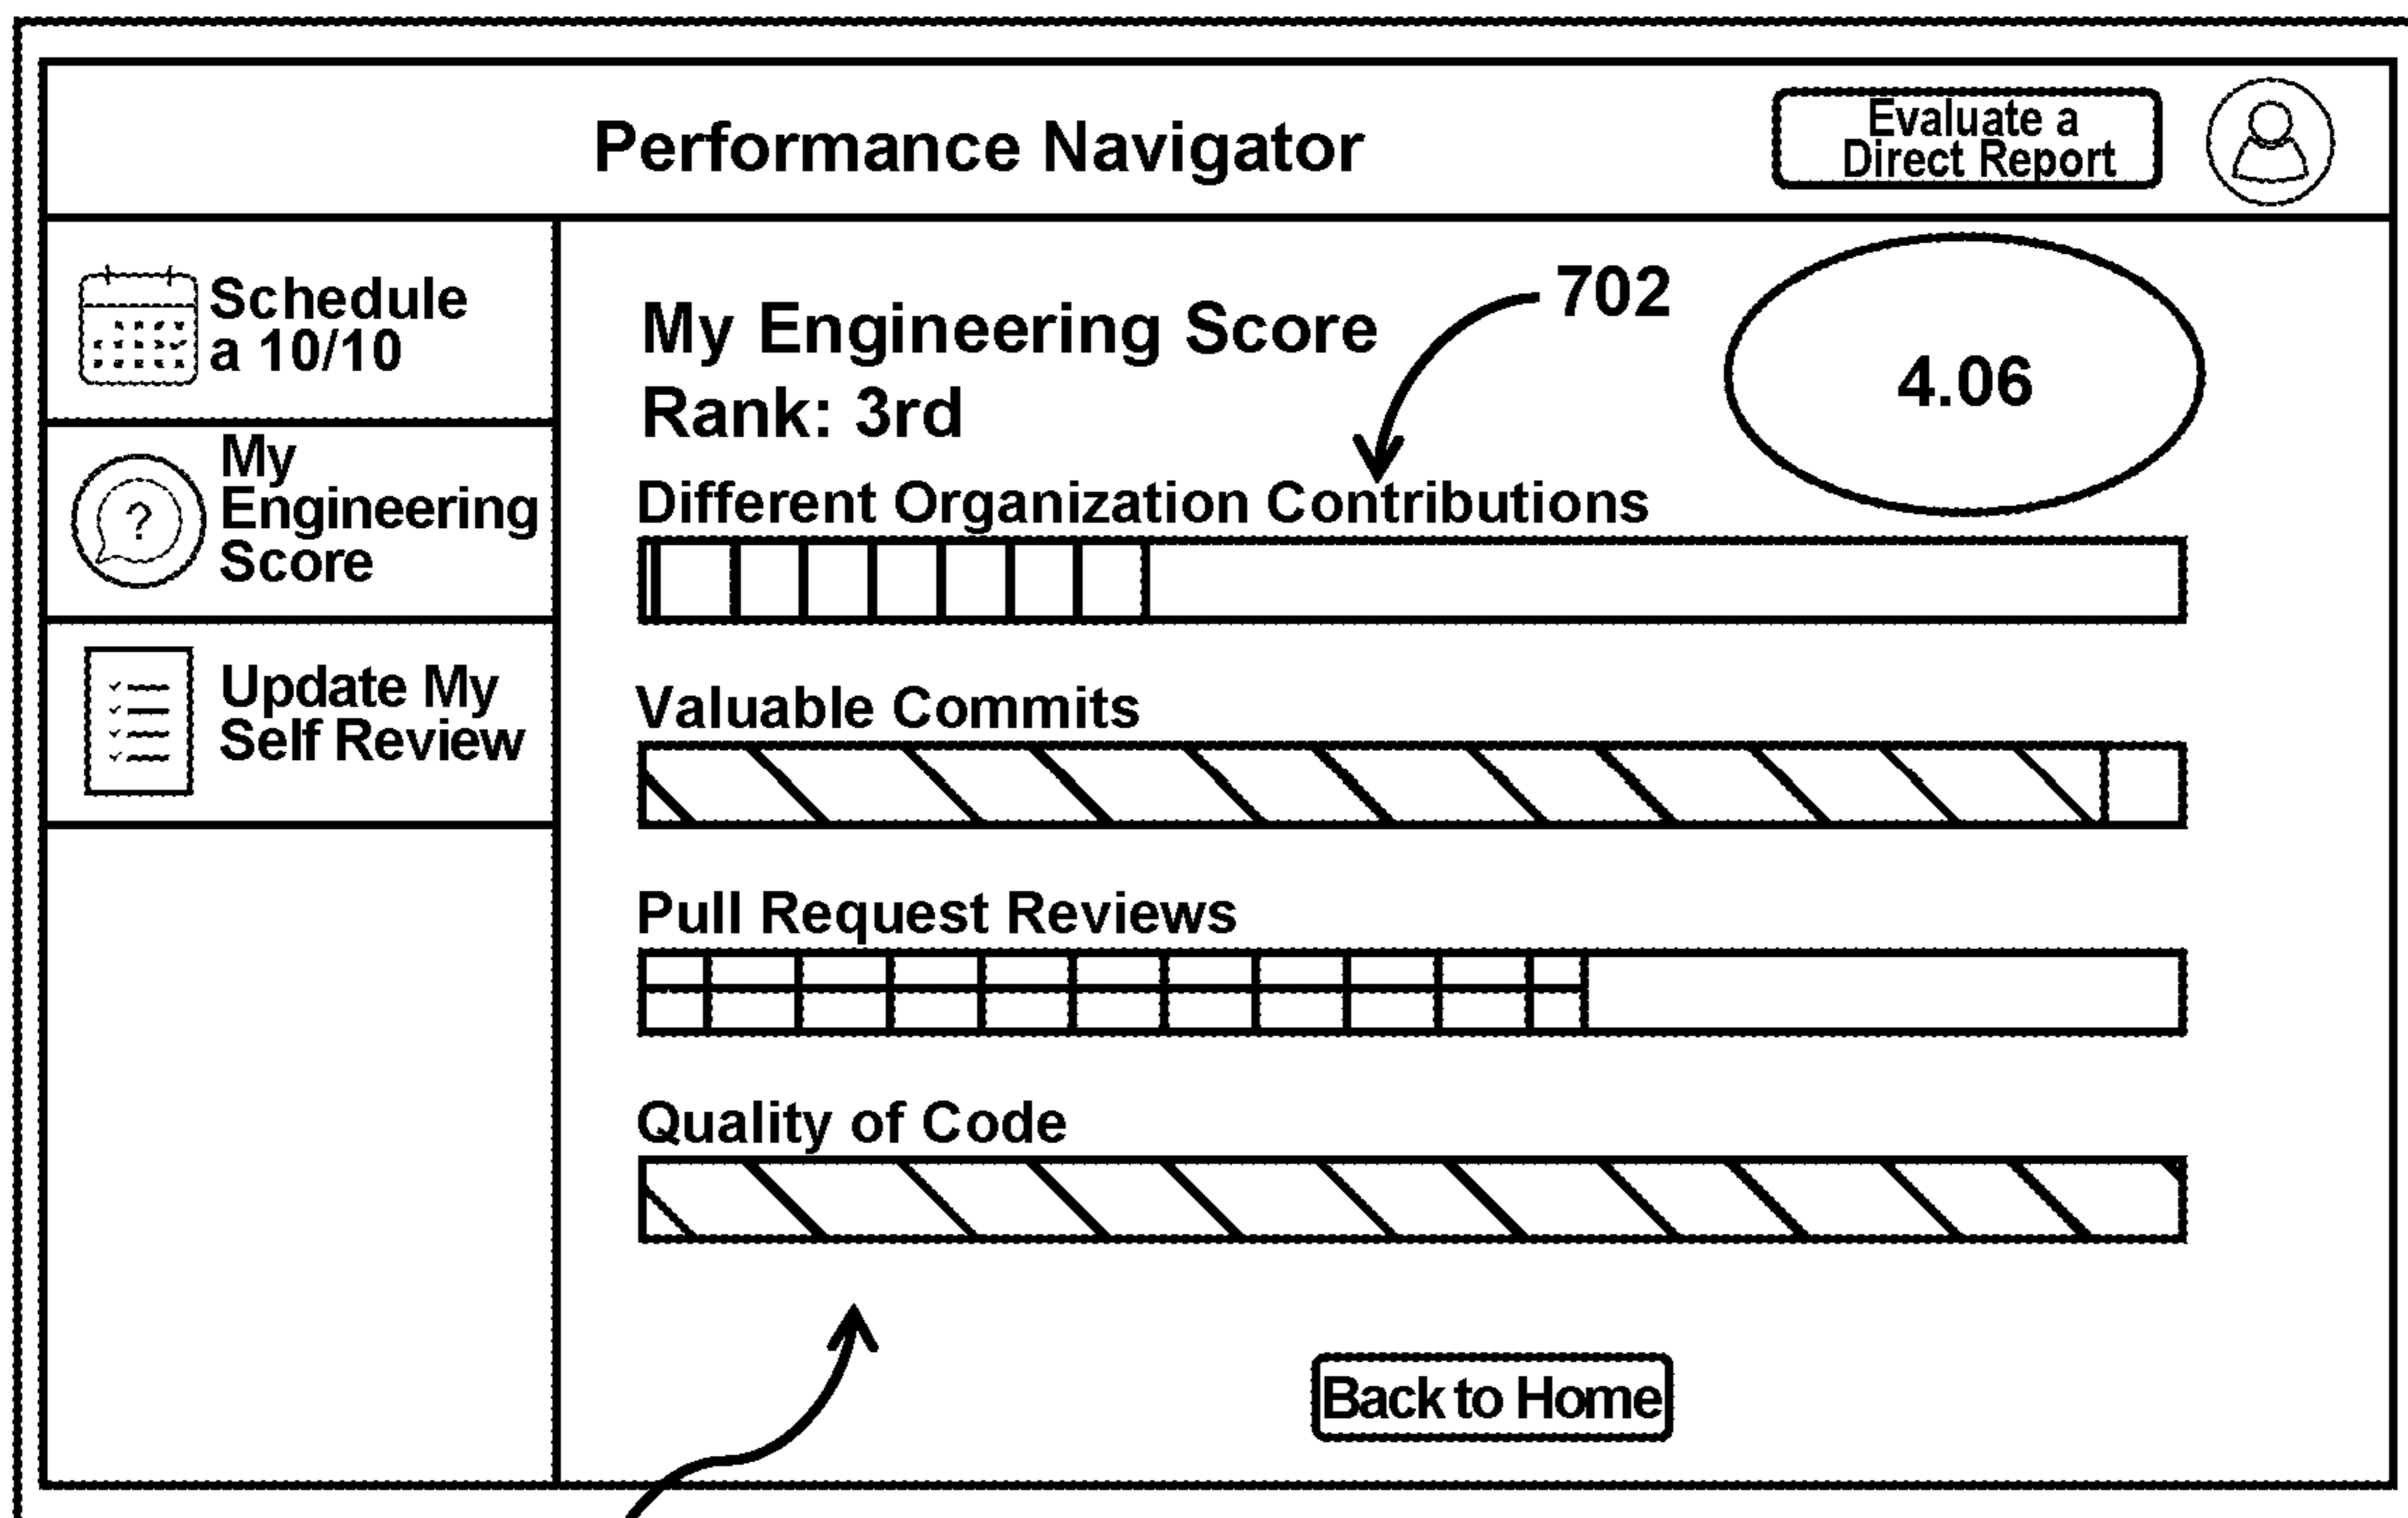 Performance Navigator
Evaluate a
Direct Report
Schedule
a 10/10
My
Engineering
Score
Update My
Self Review
My Engineering Score
Rank: 3rd
702
4.06
Different Organization Contributions
Valuable Commits
Pull Request Reviews
Quality of Code
Back to Home
?